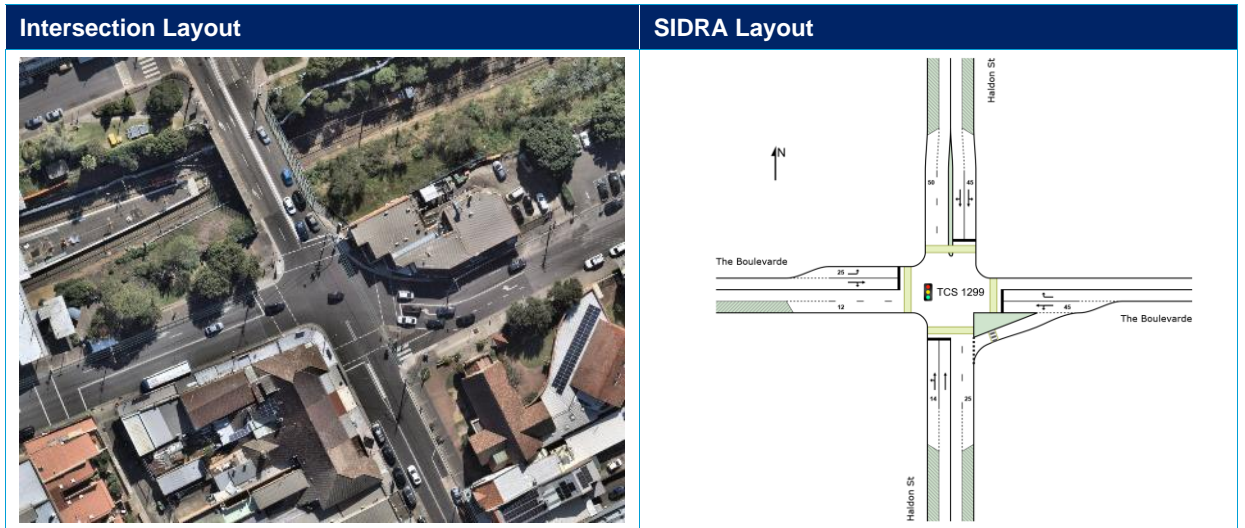 Intersection Layout
SIDRA Layout
Haldon St
N
50
45
The Boulevarde
25
TCS 1299
12
45
The Boulevarde
14
25
Haldon St